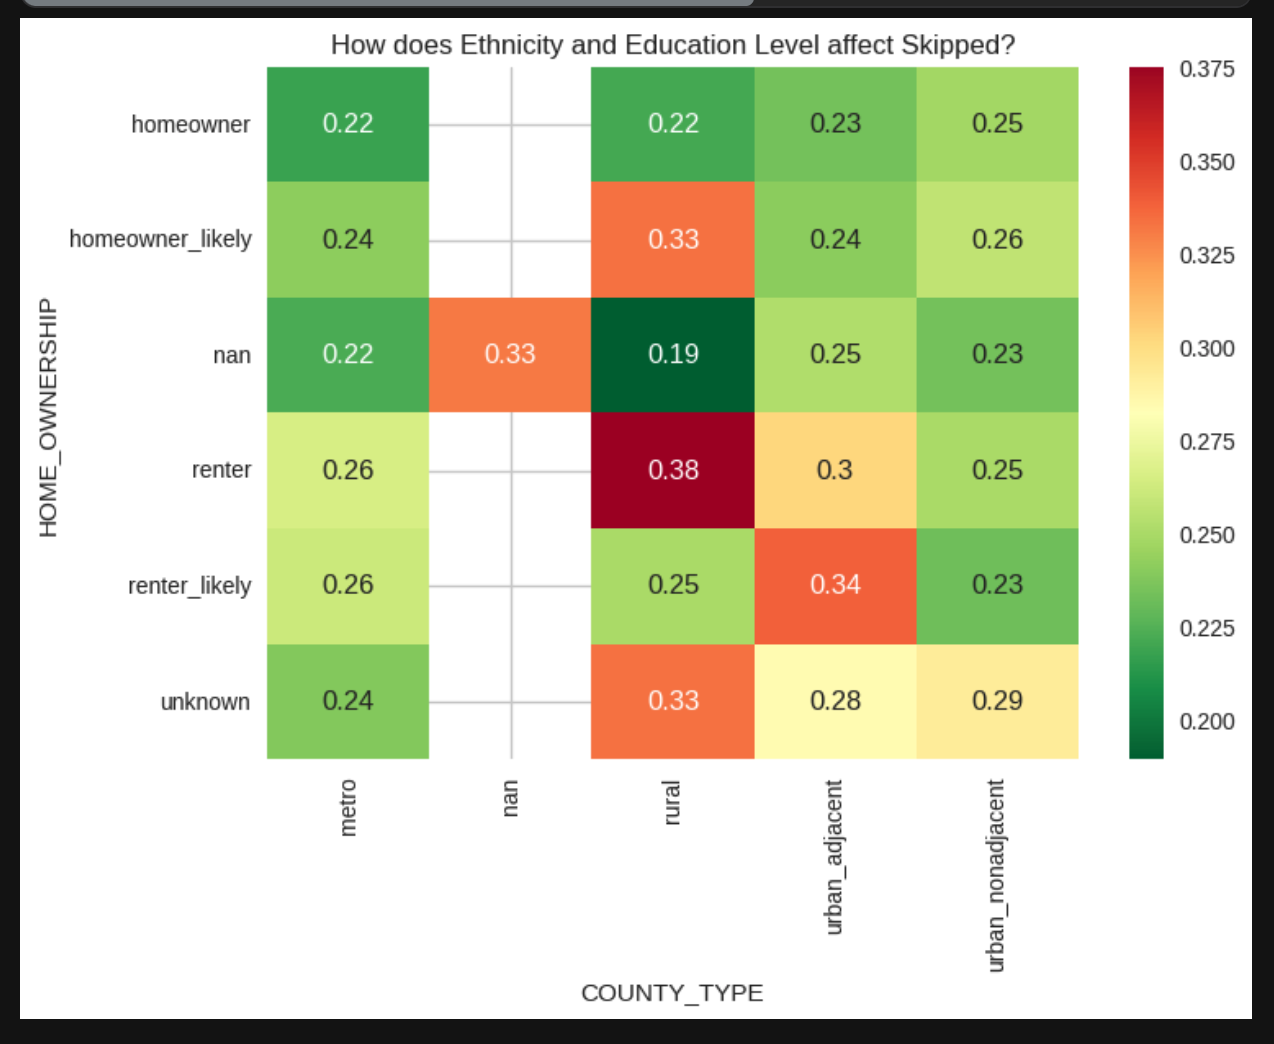 How does Ethnicity and Education Level affect Skipped?
homeowner 0.22 0.22 0.23 0.25
homeowner_likely 0.24 0.33 0.24 0.26
nan 0.22 0.33 0.19 0.25 0.23
renter 0.26 0.38 0.3 0.25
renter_likely 0.26 0.25 0.34 0.23
unknown 0.24 0.33 0.28 0.29
HOME_OWNERSHIP
metro
nan
rural
urban_adjacent
urban_nonadjacent
COUNTY_TYPE
0.375
0.350
0.325
0.300
0.275
0.250
0.225
0.200